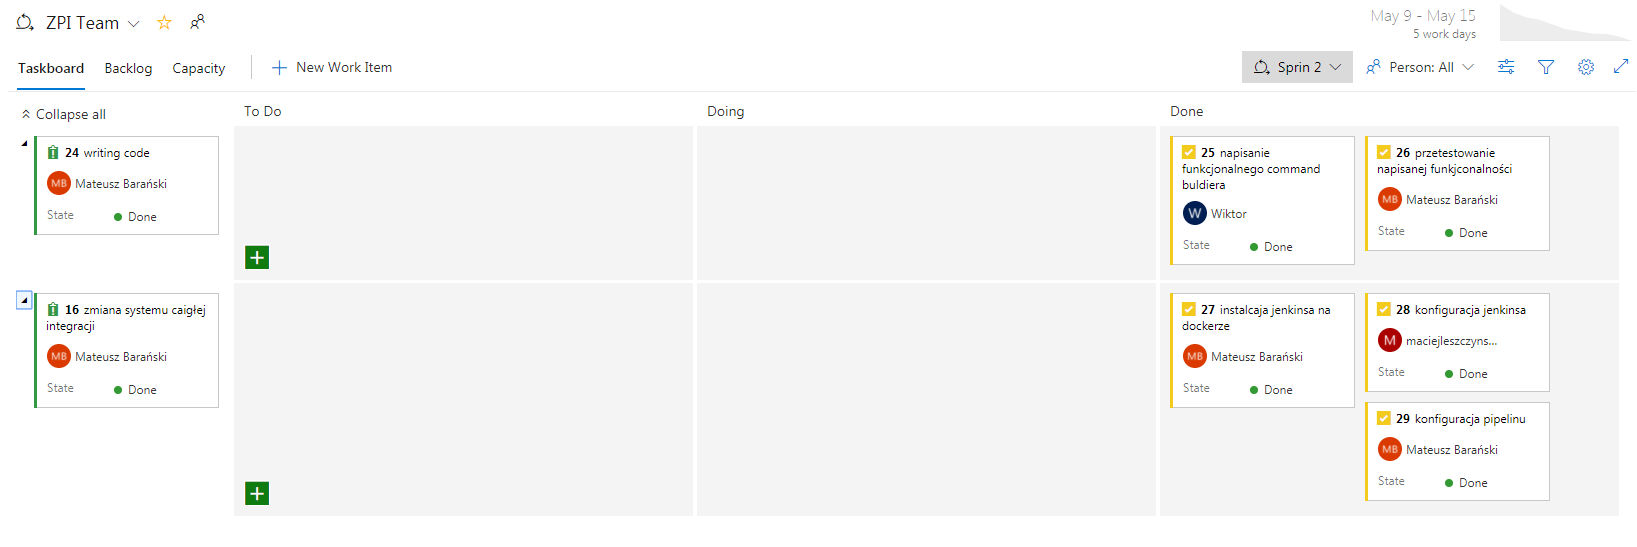 ZPI Team
May 9 - May 15
5 work days
Taskboard Backlog Capacity New Work Item
Sprin 2 Person: All
Collapse all To Do Doing Done
24 writing code
MB Mateusz Barański
State Done
25 napisanie
funkcjonalnego command
buldiera
W Wiktor
State Done
26 przetestowanie
napisanej funkjconalności
MB Mateusz Barański
State Done
16 zmiana systemu caigłej
integracji
MB Mateusz Barański
State Done
27 instalcaja jenkinsa na
dockerze
MB Mateusz Barański
State Done
28 konfiguracja jenkinsa
M maciejleszczyns...
State Done
29 konfiguracja pipelinu
MB Mateusz Barański
State Done